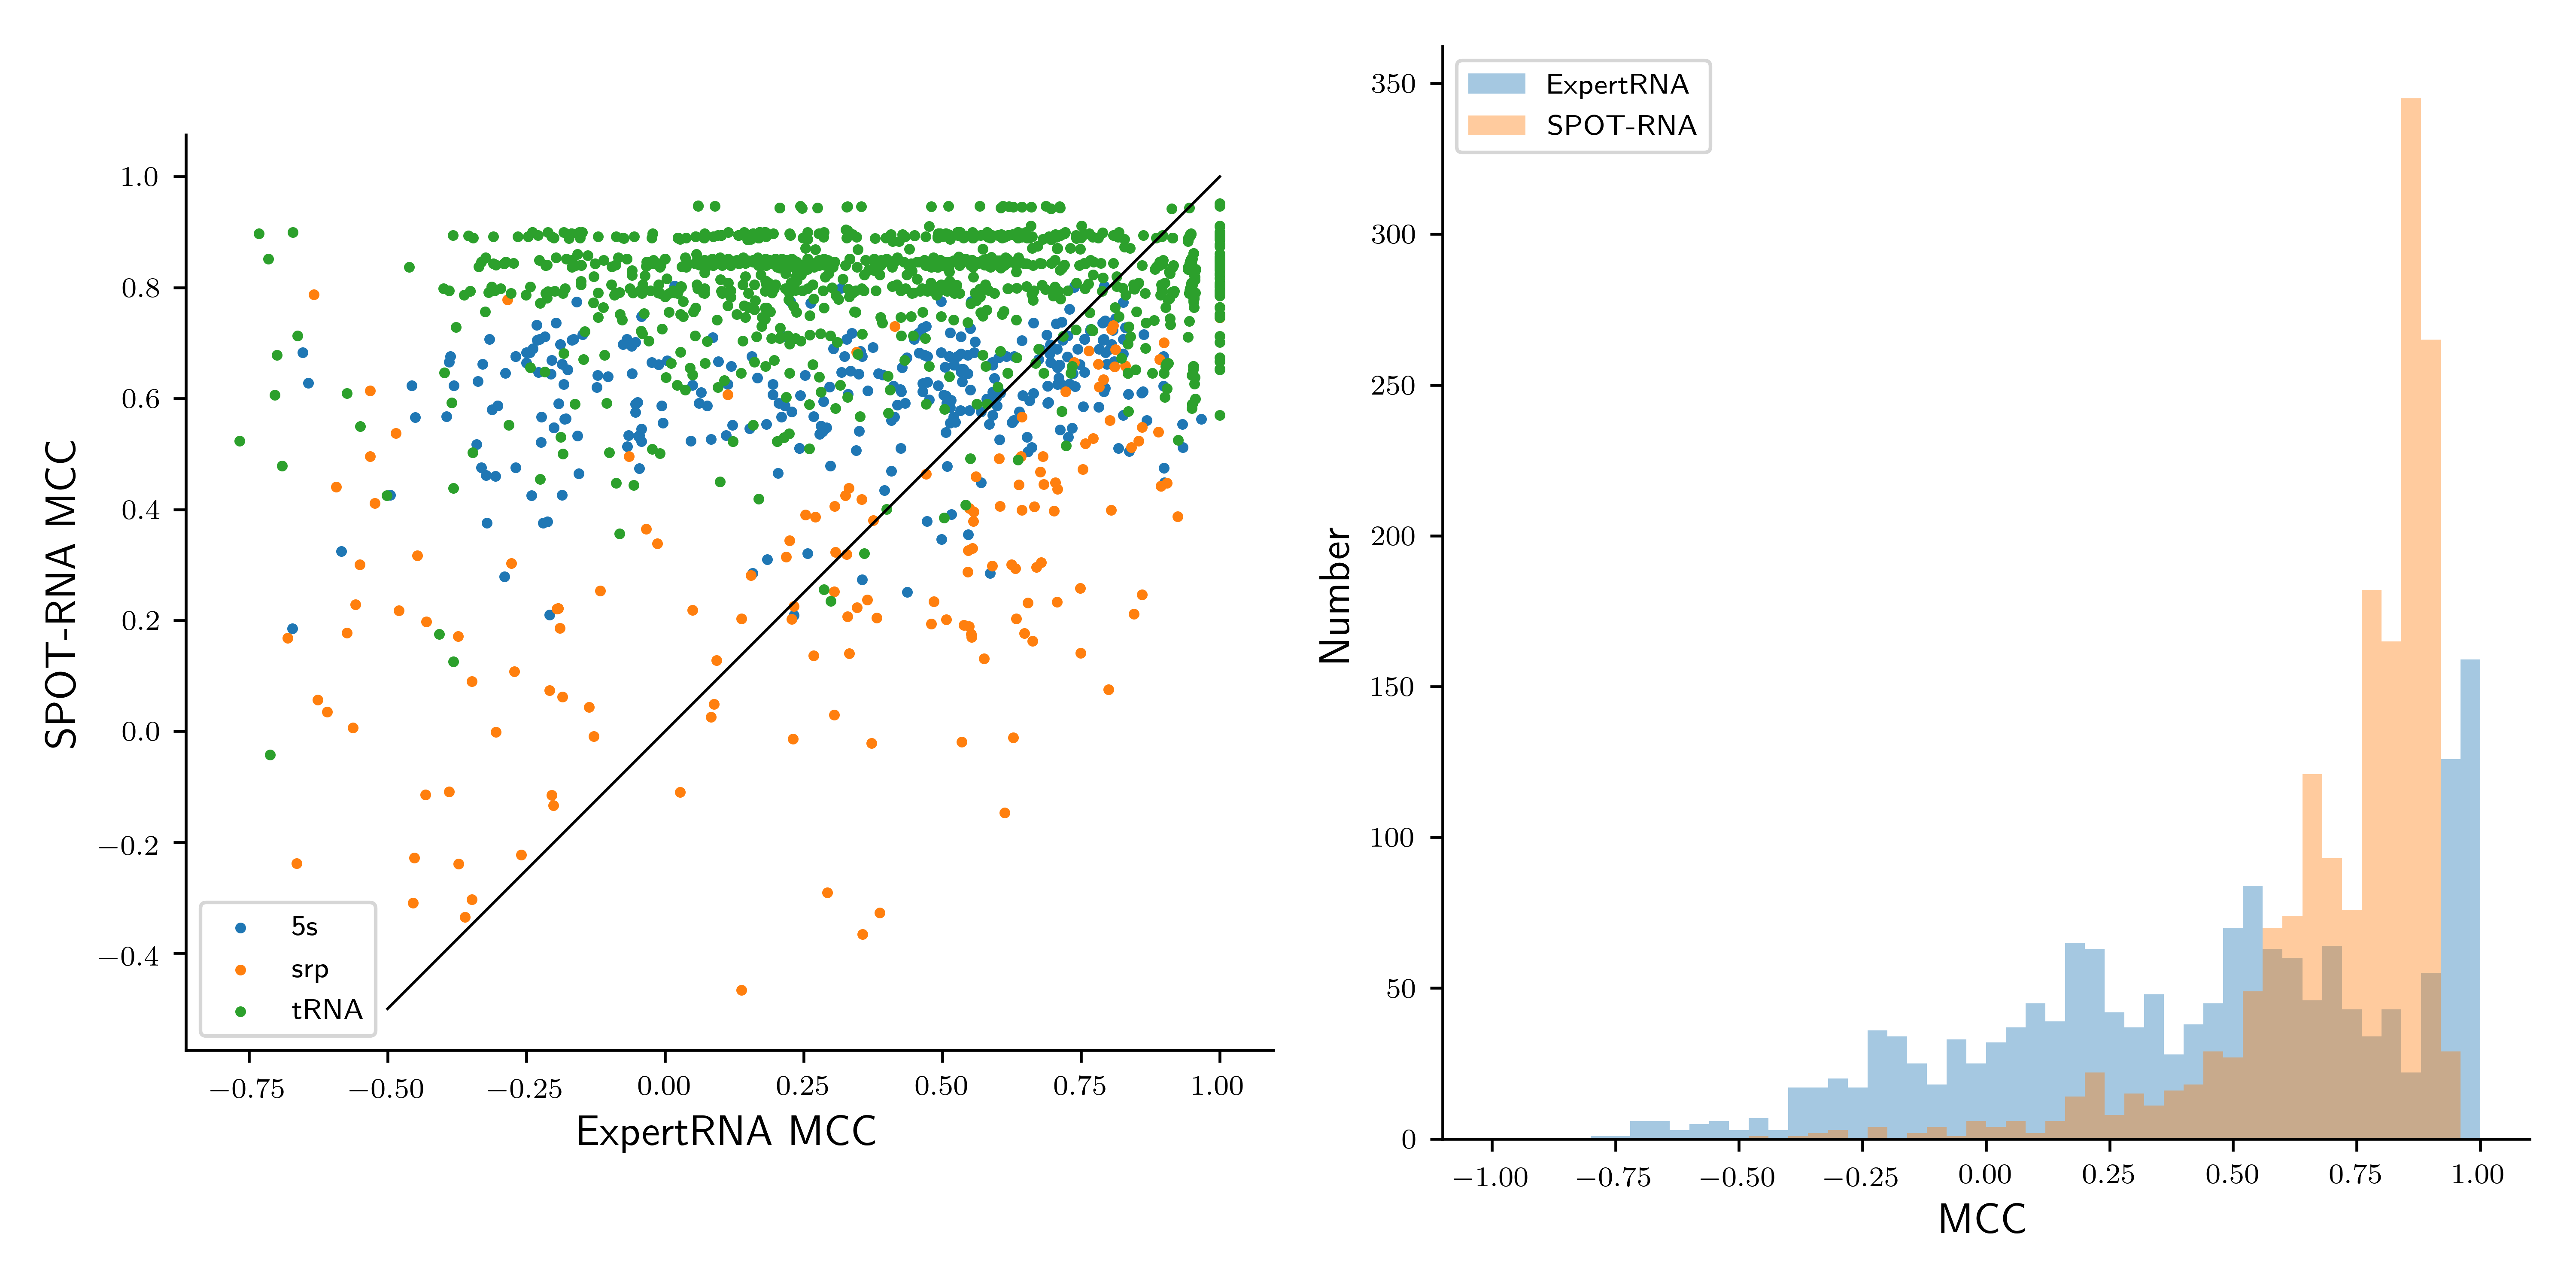 1.0
0.8
0.6
0.4
0.2
0.0
−0.2
−0.4
SPOT-RNA MCC
5s
srp
tRNA
−0.75 −0.50 −0.25 0.00 0.25 0.50 0.75 1.00
ExpertRNA MCC
350
300
250
200
150
100
50
0
Number
ExpertRNA
SPOT-RNA
−1.00 −0.75 −0.50 −0.25 0.00 0.25 0.50 0.75 1.00
MCC